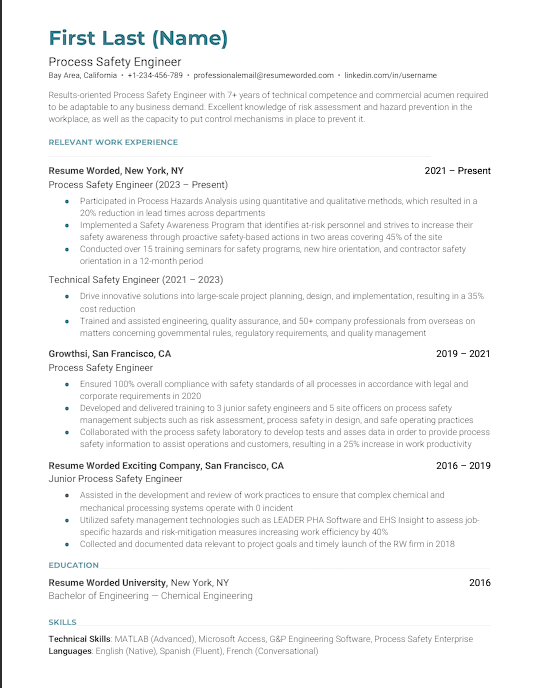 First Last (Name)
Process Safety Engineer
Bay Area, California • +1-234-456-789 • professionalemail@resumeworded.com • linkedin.com/in/username
Results-oriented Process Safety Engineer with 7+ years of technical competence and commercial acumen required
to be adaptable to any business demand. Excellent knowledge of risk assessment and hazard prevention in the
workplace, as well as the capacity to put control mechanisms in place to prevent it.
RELEVANT WORK EXPERIENCE
Resume Worded, New York, NY 2021 – Present
Process Safety Engineer (2023 – Present)
● Participated in Process Hazards Analysis using quantitative and qualitative methods, which resulted in a
20% reduction in lead times across departments
● Implemented a Safety Awareness Program that identifies at-risk personnel and strives to increase their
safety awareness through proactive safety-based actions in two areas covering 45% of the site
● Conducted over 15 training seminars for safety programs, new hire orientation, and contractor safety
orientation in a 12-month period
Technical Safety Engineer (2021 – 2023)
● Drive innovative solutions into large-scale project planning, design, and implementation, resulting in a 35%
cost reduction
● Trained and assisted engineering, quality assurance, and 50+ company professionals from overseas on
matters concerning governmental rules, regulatory requirements, and quality management
Growthsi, San Francisco, CA 2019 – 2021
Process Safety Engineer
● Ensured 100% overall compliance with safety standards of all processes in accordance with legal and
corporate requirements in 2020
● Developed and delivered training to 3 junior safety engineers and 5 site officers on process safety
management subjects such as risk assessment, process safety in design, and safe operating practices
● Collaborated with the process safety laboratory to develop tests and asses data in order to provide process
safety information to assist operations and customers, resulting in a 25% increase in work productivity
Resume Worded Exciting Company, San Francisco, CA 2016 – 2019
Junior Process Safety Engineer
● Assisted in the development and review of work practices to ensure that complex chemical and
mechanical processing systems operate with 0 incident
● Utilized safety management technologies such as LEADER PHA Software and EHS Insight to assess job-
specific hazards and risk-mitigation measures increasing work efficiency by 40%
● Collected and documented data relevant to project goals and timely launch of the RW firm in 2018
EDUCATION
Resume Worded University, New York, NY 2016
Bachelor of Engineering — Chemical Engineering
SKILLS
Technical Skills: MATLAB (Advanced), Microsoft Access, G&P Engineering Software, Process Safety Enterprise
Languages: English (Native), Spanish (Fluent), French (Conversational)